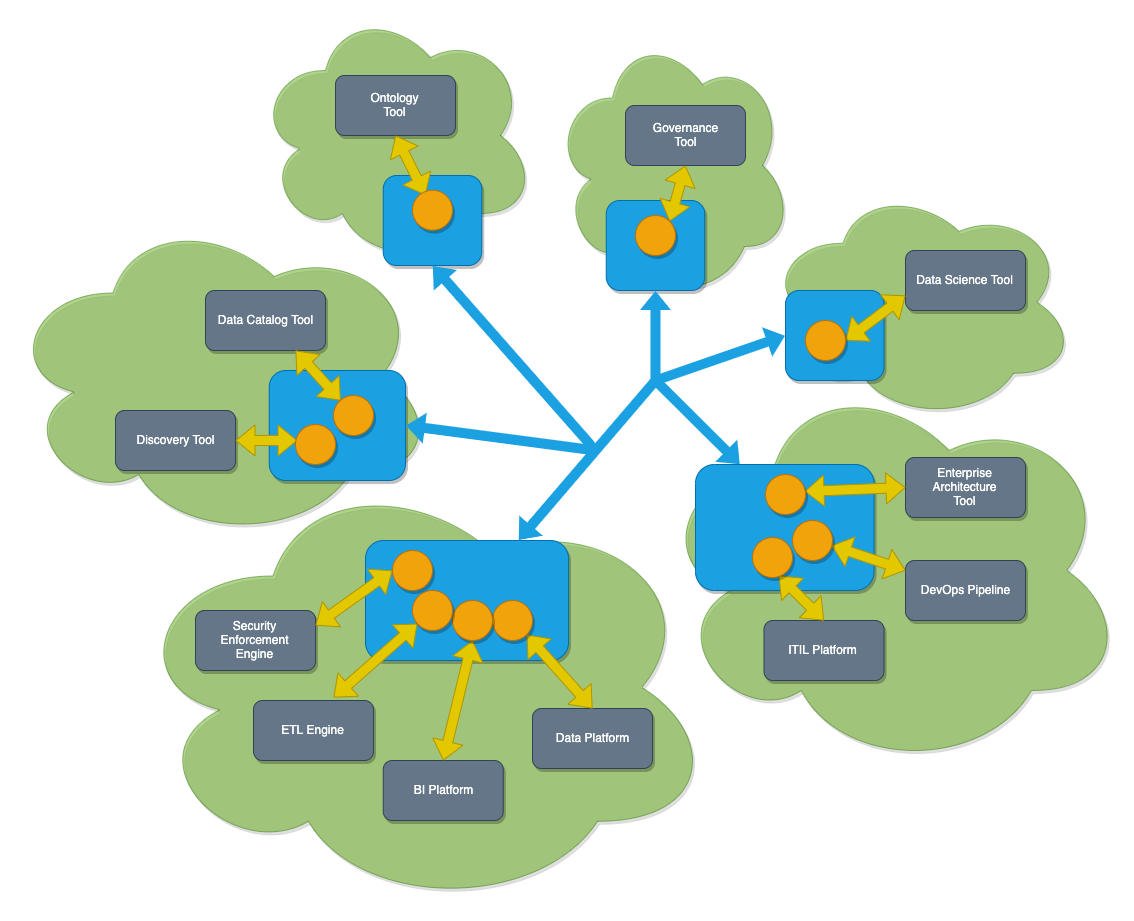 Ontology
Tool
Governance
Tool
Data Science Tool
Data Catalog Tool
Discovery Tool
Enterprise
Architecture
Tool
DevOps Pipeline
ITIL Platform
Security
Enforcement
Engine
ETL Engine
Data Platform
BI Platform